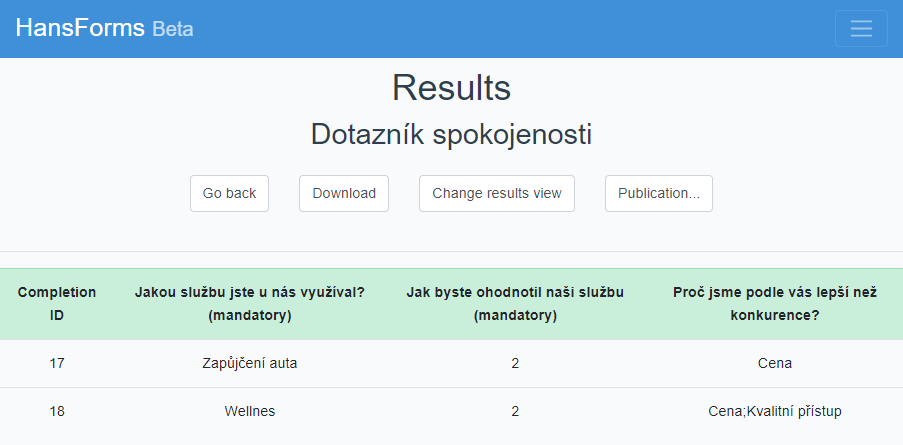 HansForms Beta
Results
Dotazník spokojenosti
Go back Download Change results view Publication...
Completion ID Jakou službu jste u nás využíval? (mandatory) Jak byste ohodnotil naši službu (mandatory) Proč jsme podle vás lepší než konkurence?
17 Zapůjčení auta 2 Cena
18 Wellnes 2 Cena;Kvalitní přístup